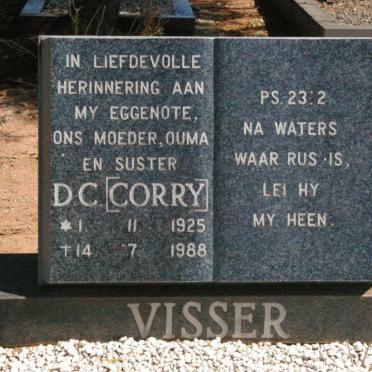 IN LIEFDEVOLLE
HERINNERING AAN
MY EGGENOTE,
ONS MOEDER, OUMA
EN SUSTER
D.C. [CORRY]
* 1. 11. 1925
† 14 7 1988
PS. 23:2
NA WATERS
WAAR RUS IS,
LEI HY
MY HEEN.
VISSER